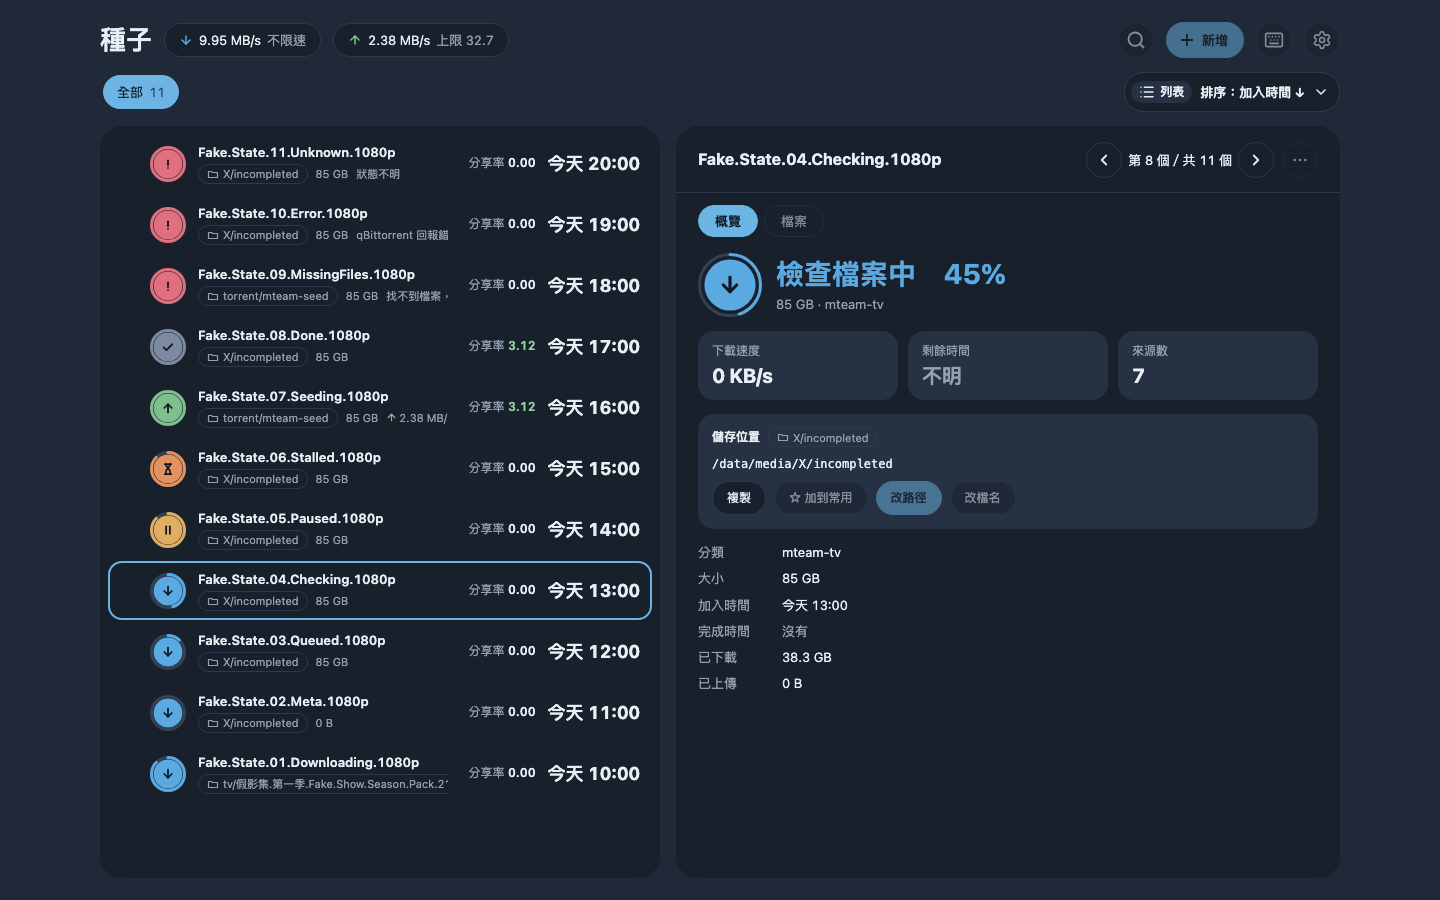 種子
9.95 MB/s 不限速
2.38 MB/s 上限 32.7
新增
全部 11
列表 排序：加入時間
Fake.State.11.Unknown.1080p
X/incompleted 85 GB 狀態不明
分享率 0.00 今天 20:00
Fake.State.10.Error.1080p
X/incompleted 85 GB qBittorrent 回報錯
分享率 0.00 今天 19:00
Fake.State.09.MissingFiles.1080p
torrent/mteam-seed 85 GB 找不到檔案，
分享率 0.00 今天 18:00
Fake.State.08.Done.1080p
X/incompleted 85 GB
分享率 3.12 今天 17:00
Fake.State.07.Seeding.1080p
torrent/mteam-seed 85 GB 2.38 MB/
分享率 3.12 今天 16:00
Fake.State.06.Stalled.1080p
X/incompleted 85 GB
分享率 0.00 今天 15:00
Fake.State.05.Paused.1080p
X/incompleted 85 GB
分享率 0.00 今天 14:00
Fake.State.04.Checking.1080p
X/incompleted 85 GB
分享率 0.00 今天 13:00
Fake.State.03.Queued.1080p
X/incompleted 85 GB
分享率 0.00 今天 12:00
Fake.State.02.Meta.1080p
X/incompleted 0 B
分享率 0.00 今天 11:00
Fake.State.01.Downloading.1080p
tv/假影集.第一季.Fake.Show.Season.Pack.2
分享率 0.00 今天 10:00
Fake.State.04.Checking.1080p
第 8 個 / 共 11 個
概覽 檔案
檢查檔案中 45%
85 GB · mteam-tv
下載速度
0 KB/s
剩餘時間
不明
來源數
7
儲存位置 X/incompleted
/data/media/X/incompleted
複製 加到常用 改路徑 改檔名
分類 mteam-tv
大小 85 GB
加入時間 今天 13:00
完成時間 沒有
已下載 38.3 GB
已上傳 0 B